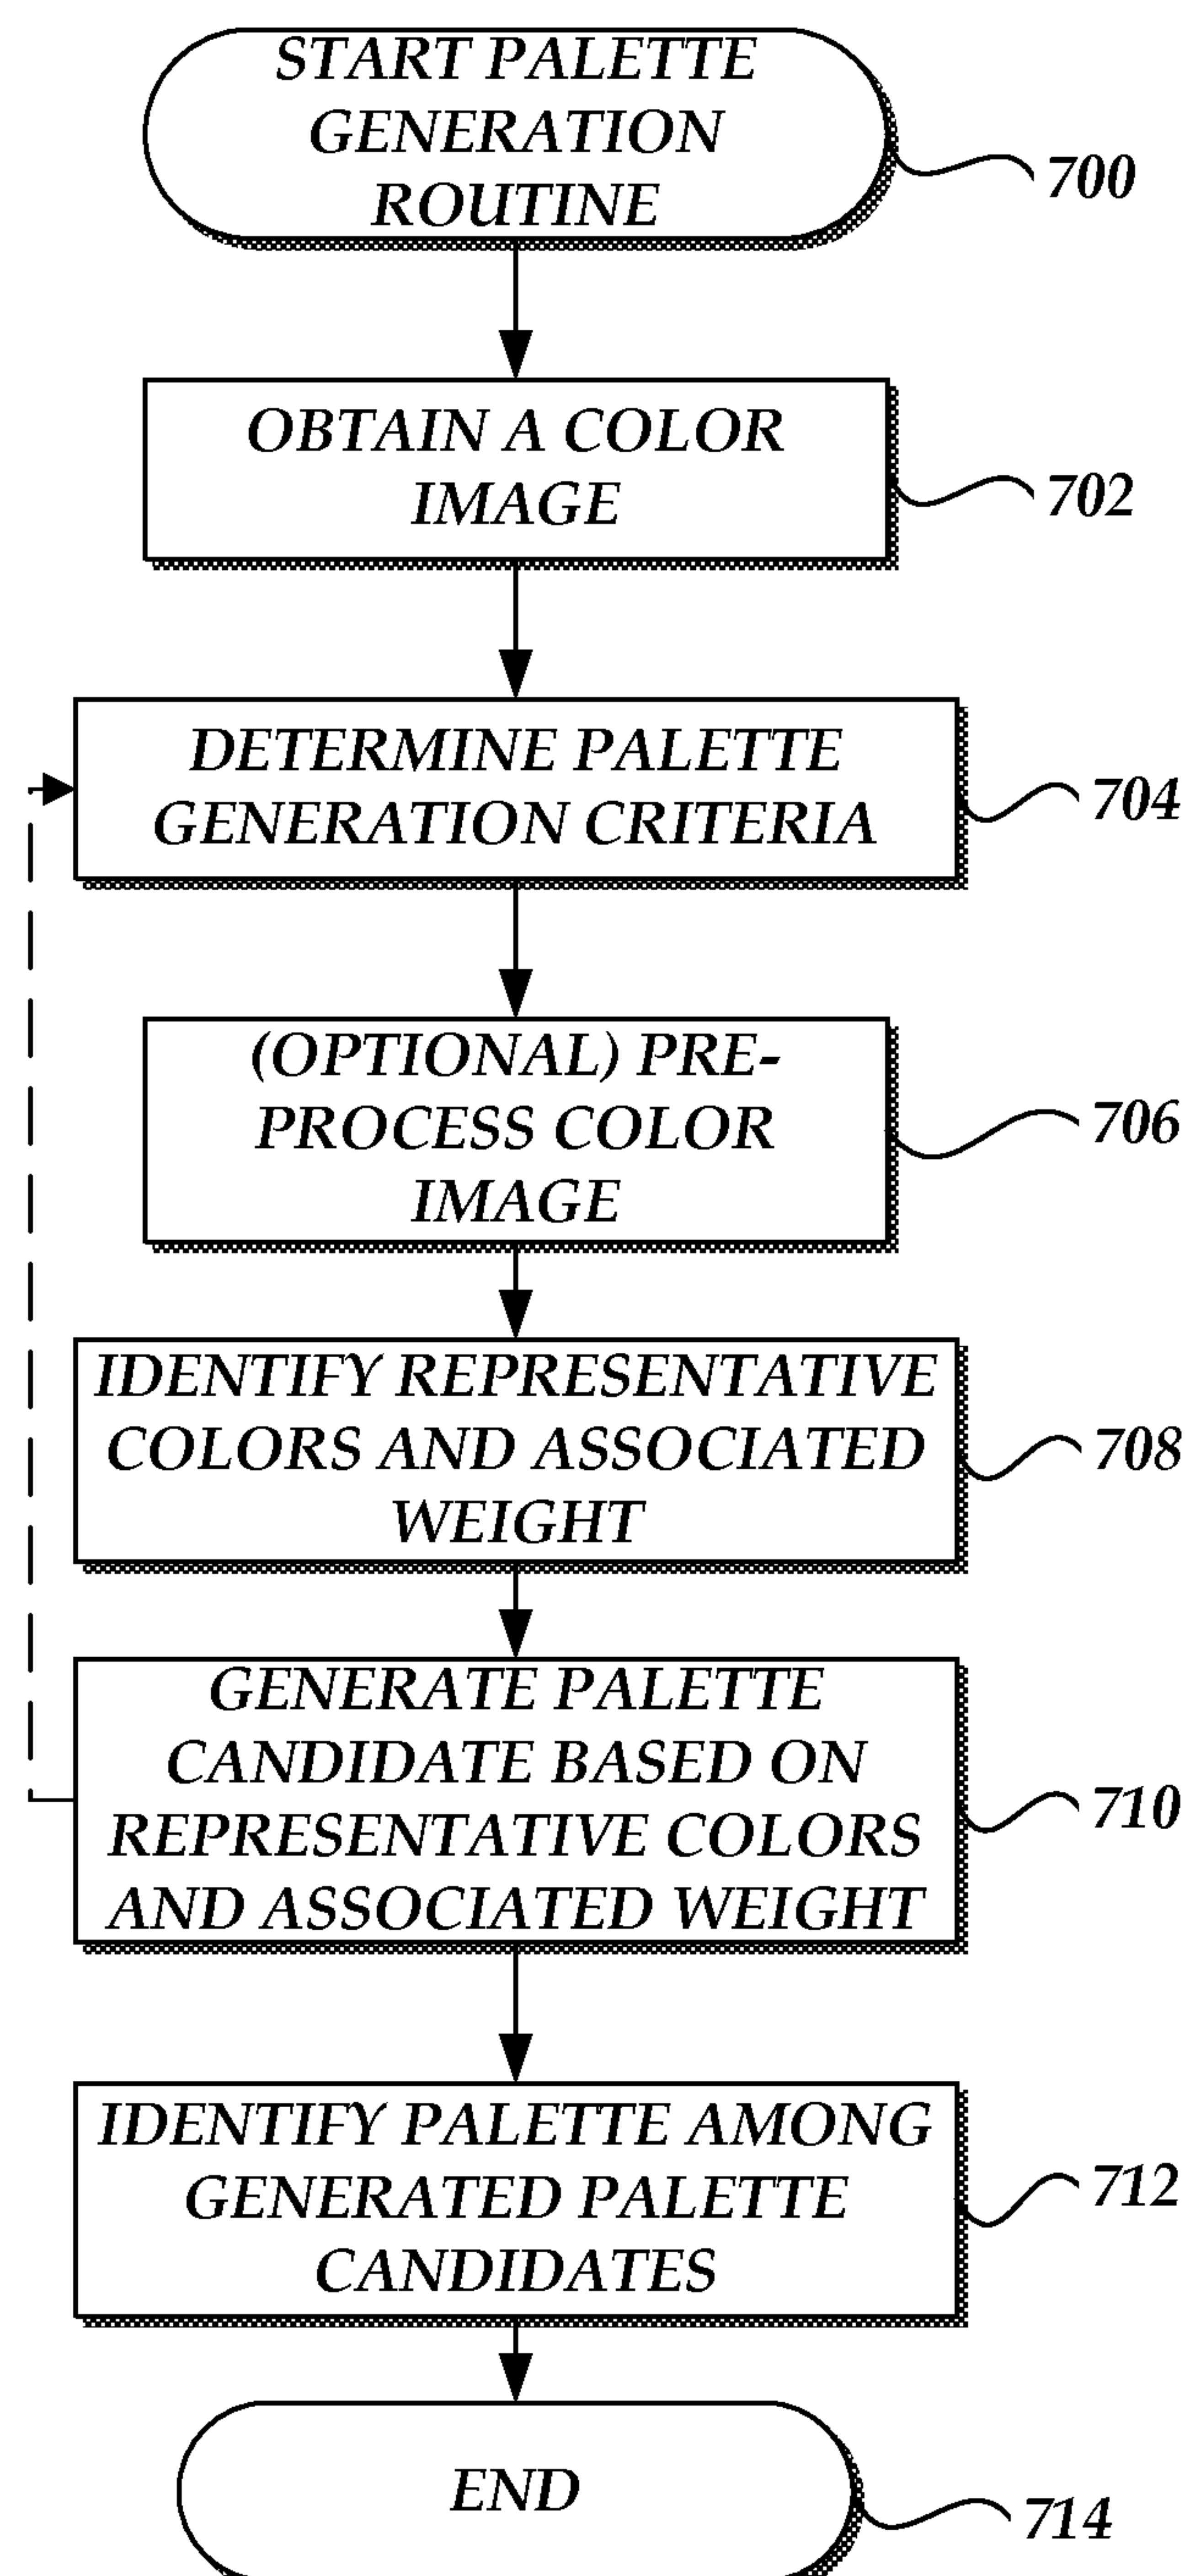 START PALETTE
GENERATION
ROUTINE
700
OBTAIN A COLOR
IMAGE
702
DETERMINE PALETTE
GENERATION CRITERIA
704
(OPTIONAL) PRE-
PROCESS COLOR
IMAGE
706
IDENTIFY REPRESENTATIVE
COLORS AND ASSOCIATED
WEIGHT
708
GENERATE PALETTE
CANDIDATE BASED ON
REPRESENTATIVE COLORS
AND ASSOCIATED WEIGHT
710
IDENTIFY PALETTE AMONG
GENERATED PALETTE
CANDIDATES
712
END
714